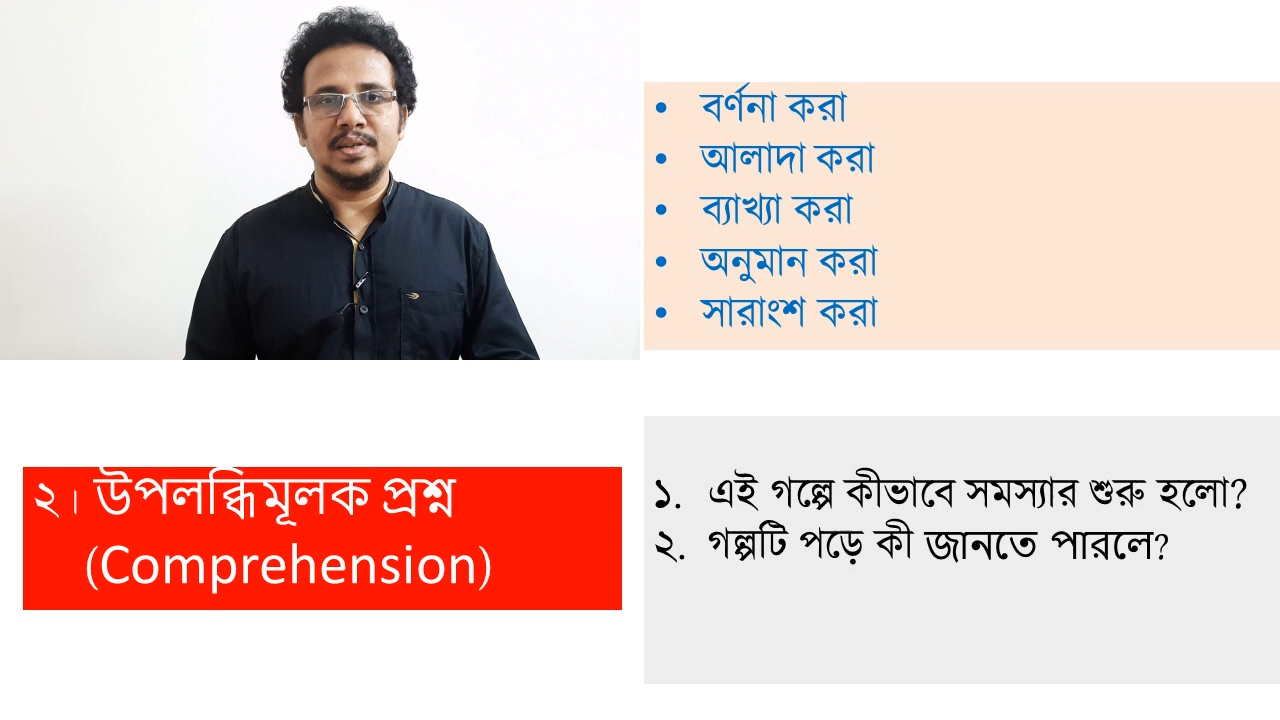 • বর্ণনা করা
• আলাদা করা
• ব্যাখ্যা করা
• অনুমান করা
• সারাংশ করা
২। উপলব্ধিমূলক প্রশ্ন
(Comprehension)
১. এই গল্পে কীভাবে সমস্যার শুরু হলো?
২. গল্পটি পড়ে কী জানতে পারলে?